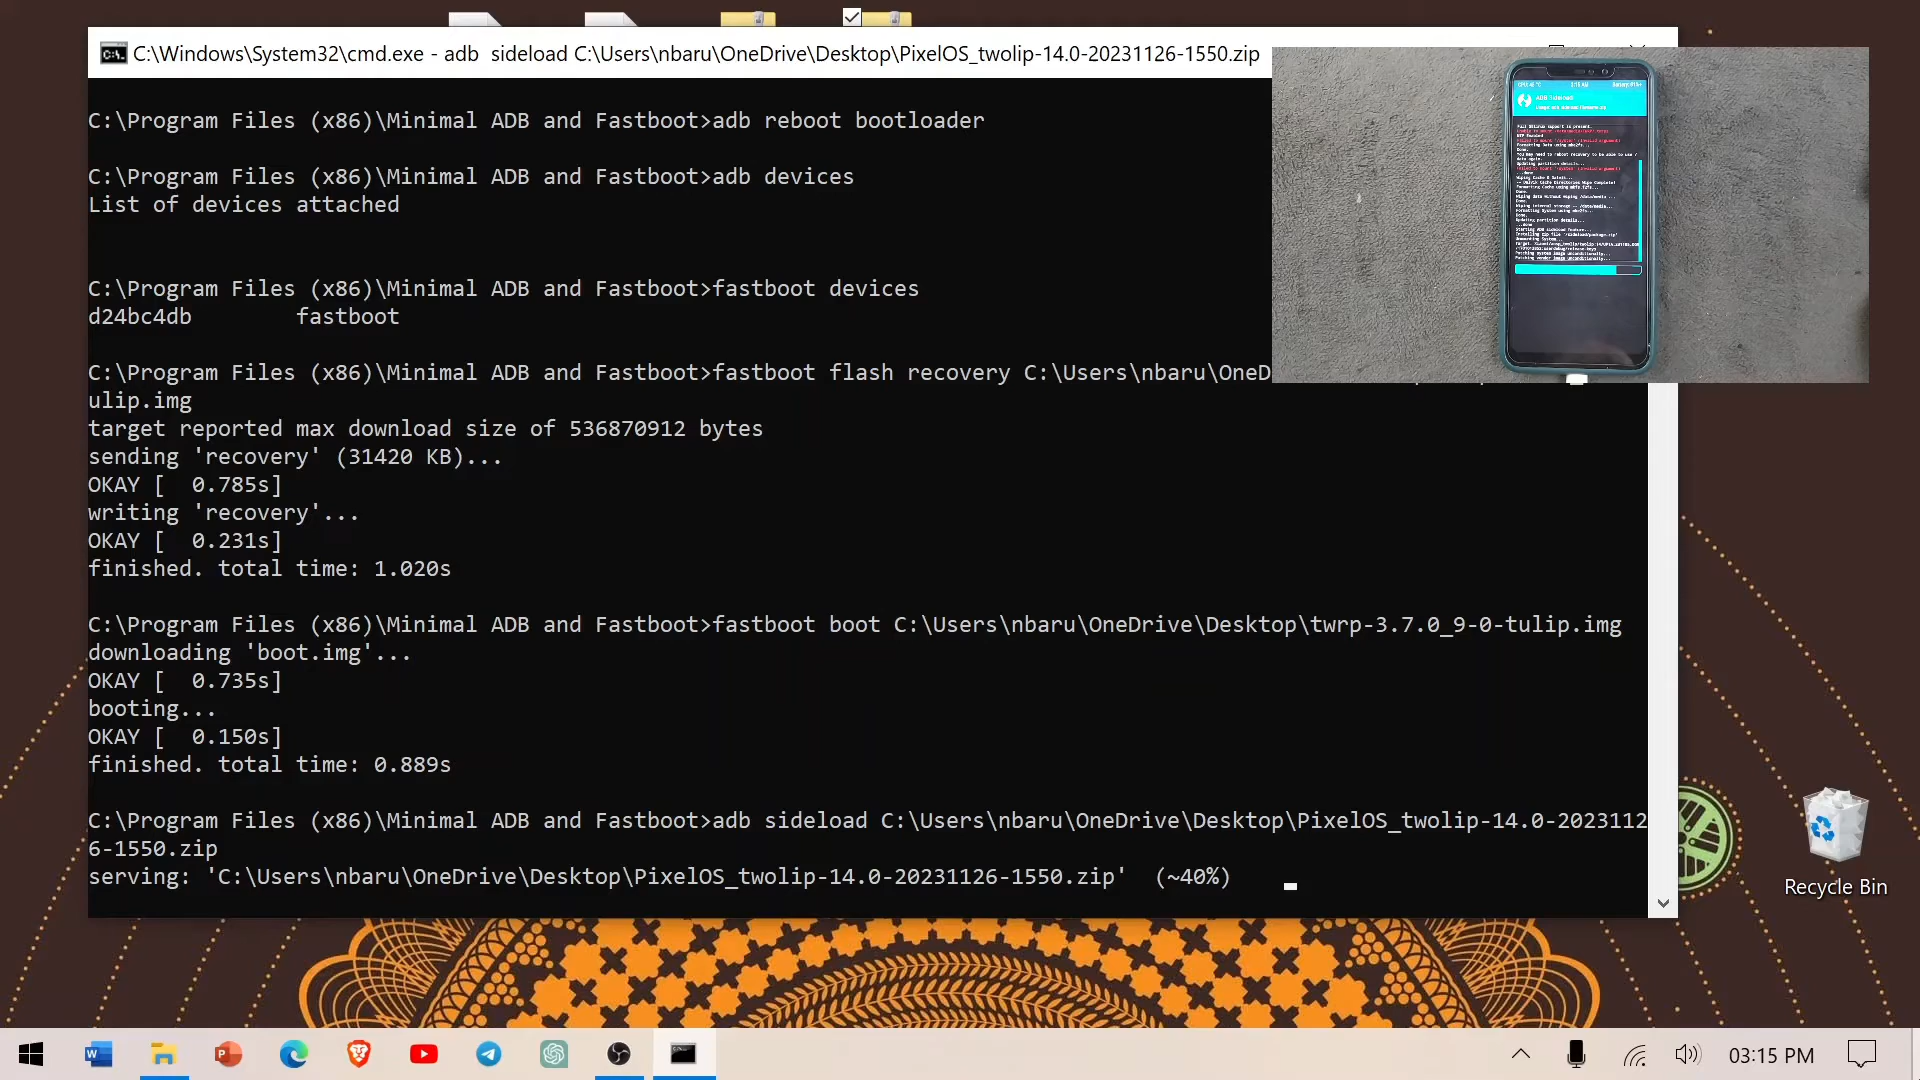 C:\Windows\System32\cmd.exe - adb  sideload C:\Users\nbaru\OneDrive\Desktop\PixelOS_twolip-14.0-20231126-1550.zip
C:\Program Files (x86)\Minimal ADB and Fastboot>adb reboot bootloader
C:\Program Files (x86)\Minimal ADB and Fastboot>adb devices
List of devices attached
C:\Program Files (x86)\Minimal ADB and Fastboot>fastboot devices
d24bc4db        fastboot
C:\Program Files (x86)\Minimal ADB and Fastboot>fastboot flash recovery C:\Users\nbaru\OneD
ulip.img
target reported max download size of 536870912 bytes
sending 'recovery' (31420 KB)...
OKAY [  0.785s]
writing 'recovery'...
OKAY [  0.231s]
finished. total time: 1.020s
C:\Program Files (x86)\Minimal ADB and Fastboot>fastboot boot C:\Users\nbaru\OneDrive\Desktop\twrp-3.7.0_9-0-tulip.img
downloading 'boot.img'...
OKAY [  0.735s]
booting...
OKAY [  0.150s]
finished. total time: 0.889s
C:\Program Files (x86)\Minimal ADB and Fastboot>adb sideload C:\Users\nbaru\OneDrive\Desktop\PixelOS_twolip-14.0-2023112
6-1550.zip
serving: 'C:\Users\nbaru\OneDrive\Desktop\PixelOS_twolip-14.0-20231126-1550.zip'  (~40%)
Recycle Bin
03:15 PM